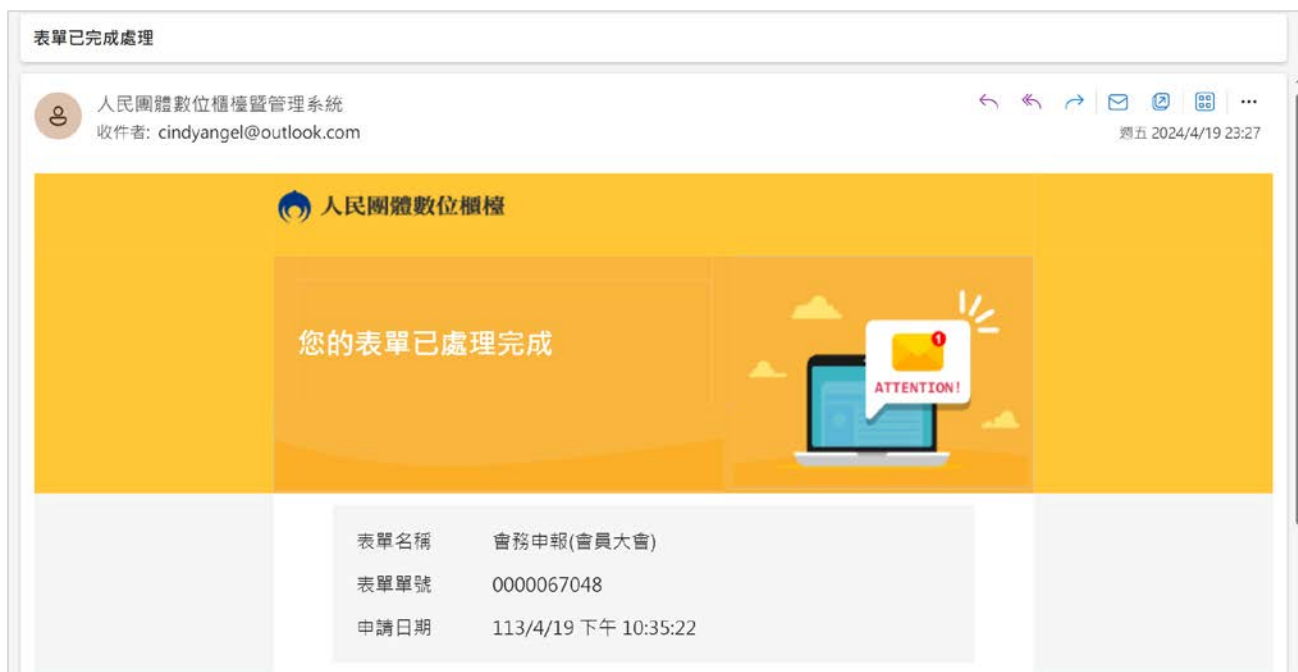 表單已完成處理
人民團體數位櫃檯暨管理系統
收件者: cindyangel@outlook.com
週五 2024/4/19 23:27
人民團體數位櫃檯
您的表單已處理完成
1
ATTENTION!
表單名稱 會務申報(會員大會)
表單單號 0000067048
申請日期 113/4/19 下午 10:35:22